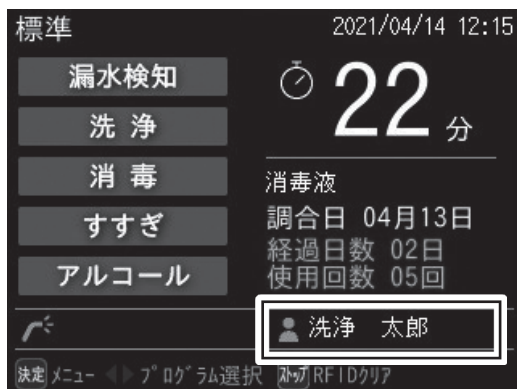 標準 2021/04/14 12:15
漏水検知
洗浄
消毒
すすぎ
アルコール
22分
消毒液
調合日 04月13日
経過日数 02日
使用回数 05回
洗浄 太郎
決定 メニュー プログラム選択 ストップ RFIDクリア